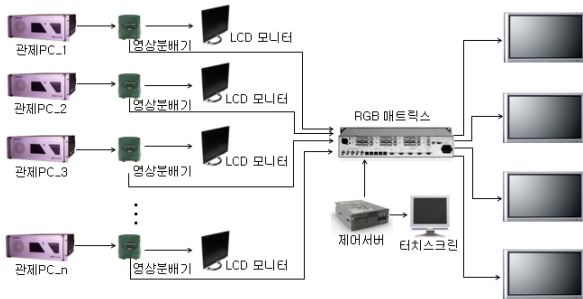 LCD 모니터
관제PC_1
영상분배기
LCD 모니터
관제PC_2
영상분배기
RGB 매트릭스
LCD 모니터
관제PC_3
영상분배기
제어서버
터치스크린
LCD 모니터
관제PC_n
영상분배기